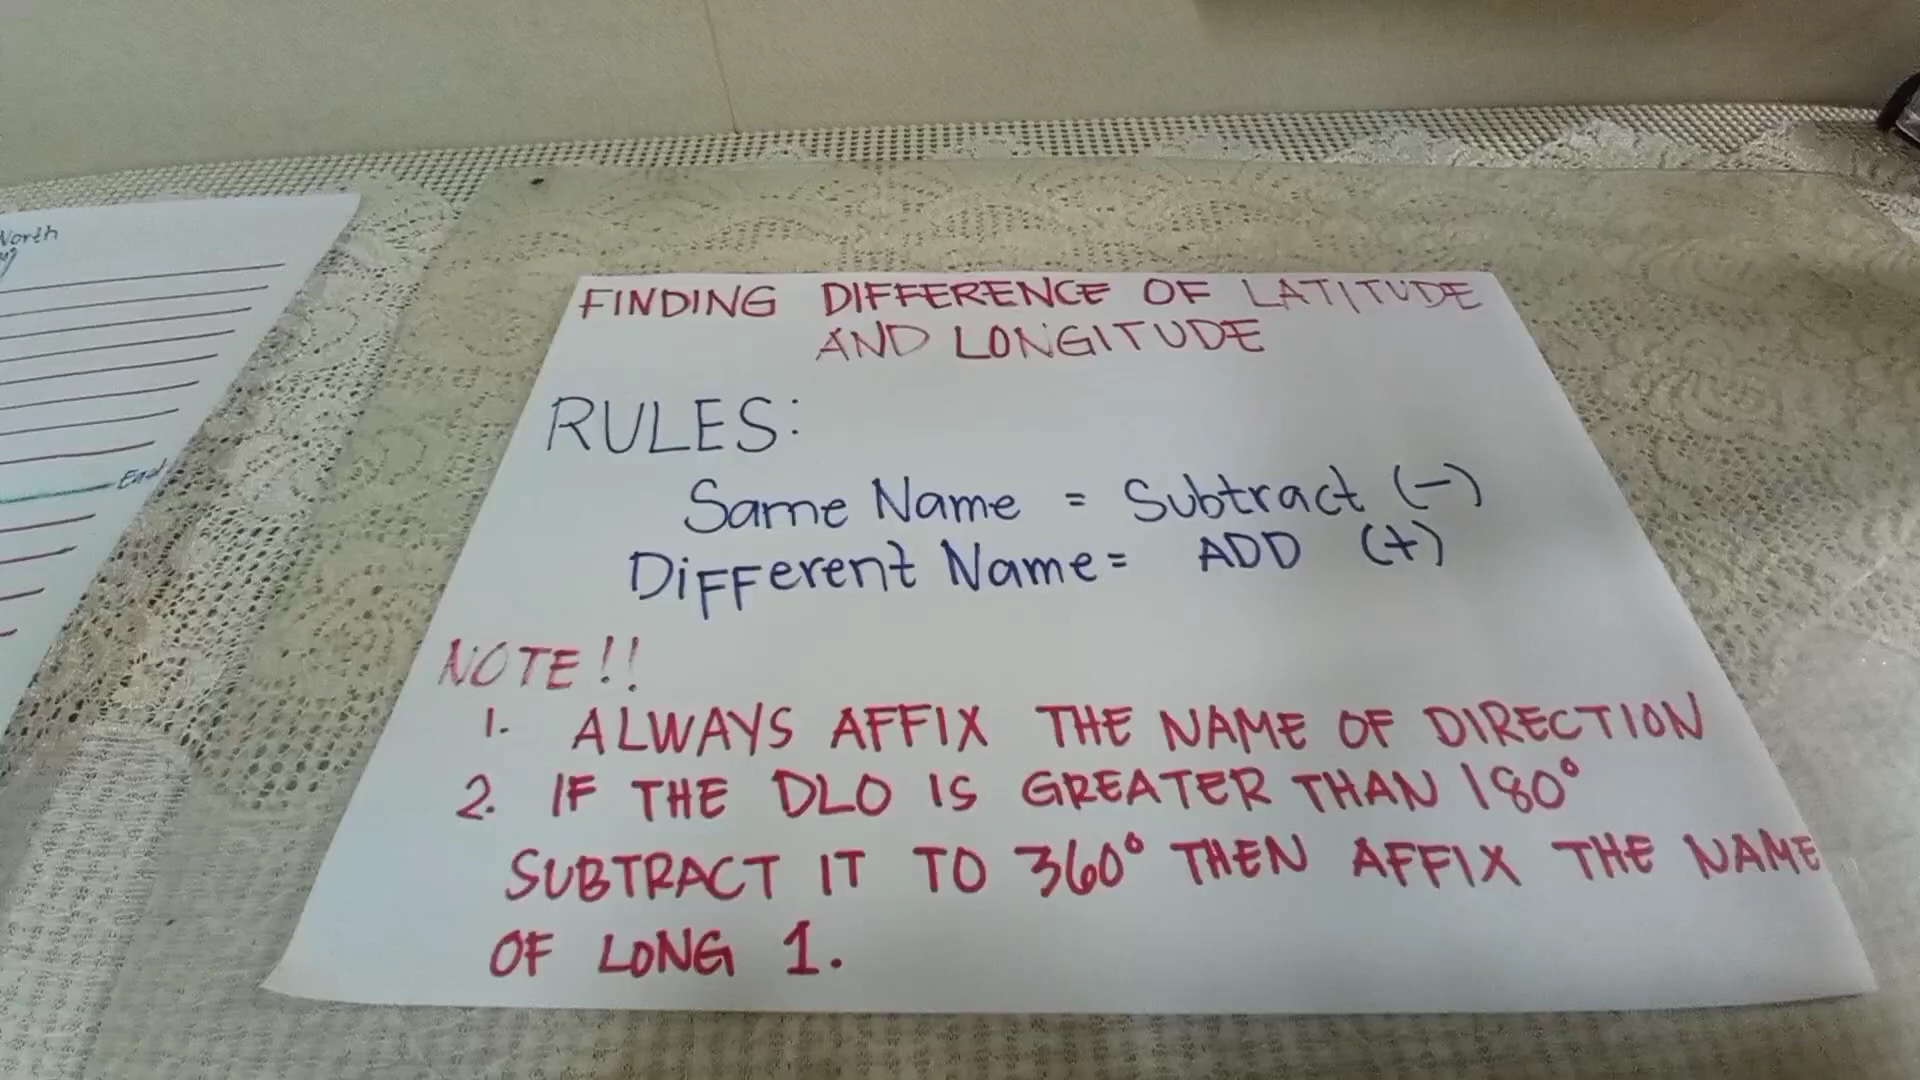 North
End
FINDING DIFFERENCE OF LATITUDE
AND LONGITUDE
RULES:
Same Name = Subtract (-)
Different Name = ADD (+)
NOTE!!
1. ALWAYS AFFIX THE NAME OF DIRECTION
2. IF THE DLO IS GREATER THAN 180°
SUBTRACT IT TO 360° THEN AFFIX THE NAME
OF LONG 1.